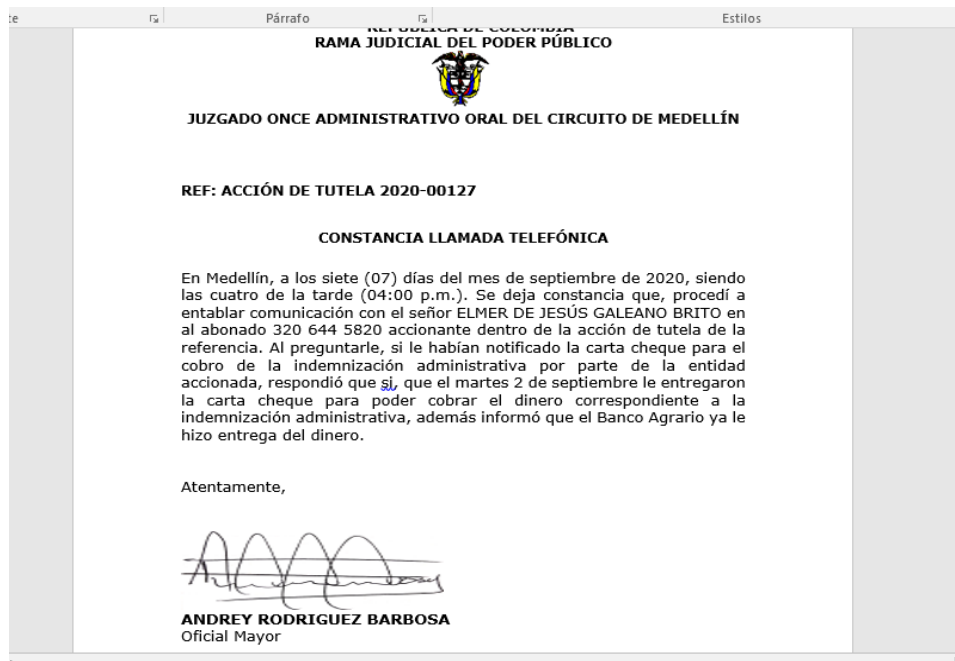 Párrafo
Estilos
REPÚBLICA DE COLOMBIA
RAMA JUDICIAL DEL PODER PÚBLICO
JUZGADO ONCE ADMINISTRATIVO ORAL DEL CIRCUITO DE MEDELLÍN
REF: ACCIÓN DE TUTELA 2020-00127
CONSTANCIA LLAMADA TELEFÓNICA
En Medellín, a los siete (07) días del mes de septiembre de 2020, siendo
las cuatro de la tarde (04:00 p.m.). Se deja constancia que, procedí a
entablar comunicación con el señor ELMER DE JESÚS GALEANO BRITO en
al abonado 320 644 5820 accionante dentro de la acción de tutela de la
referencia. Al preguntarle, si le habían notificado la carta cheque para el
cobro de la indemnización administrativa por parte de la entidad
accionada, respondió que si, que el martes 2 de septiembre le entregaron
la carta cheque para poder cobrar el dinero correspondiente a la
indemnización administrativa, además informó que el Banco Agrario ya le
hizo entrega del dinero.
Atentamente,
ANDREY RODRIGUEZ BARBOSA
Oficial Mayor